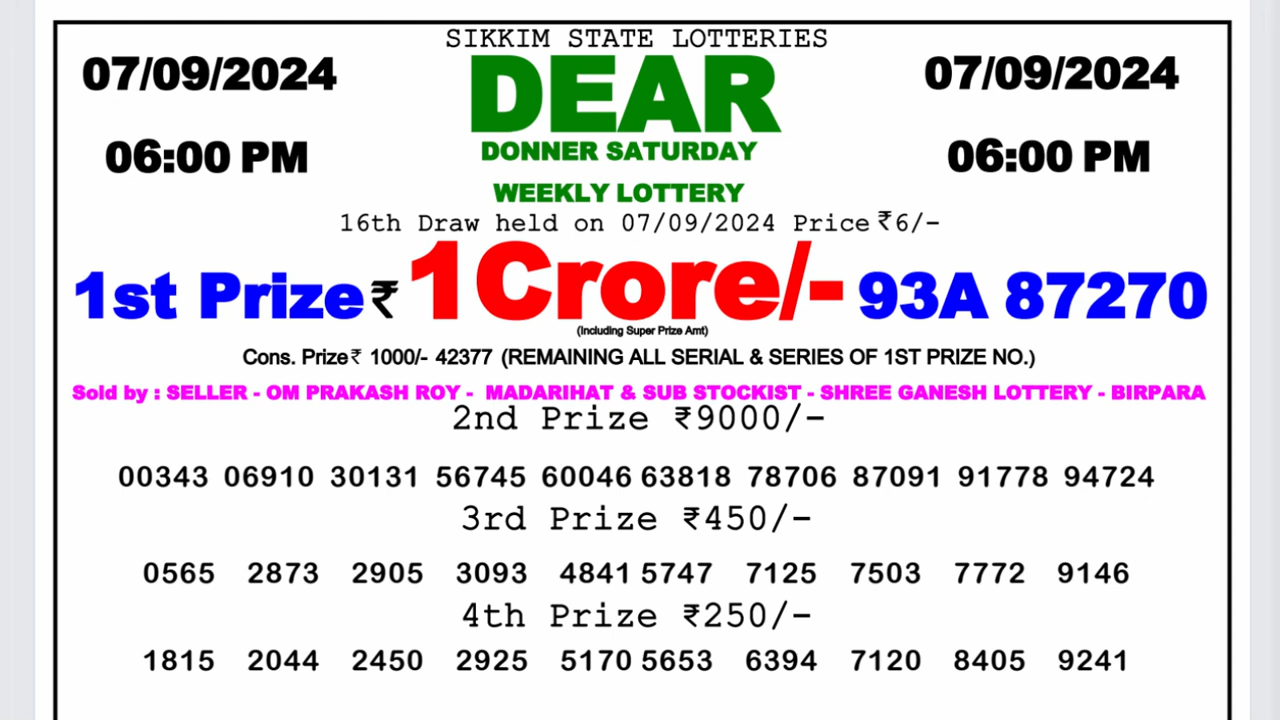 SIKKIM STATE LOTTERIES
07/09/2024 DEAR 07/09/2024
06:00 PM DONNER SATURDAY 06:00 PM
WEEKLY LOTTERY
16th Draw held on 07/09/2024 Price ₹6/-
1st Prize ₹ 1Crore/- 93A 87270
(Including Super Prize Amt)
Cons. Prize ₹ 1000/- 42377 (REMAINING ALL SERIAL & SERIES OF 1ST PRIZE NO.)
Sold by : SELLER - OM PRAKASH ROY - MADARIHAT & SUB STOCKIST - SHREE GANESH LOTTERY - BIRPARA
2nd Prize ₹9000/-
00343 06910 30131 56745 60046 63818 78706 87091 91778 94724
3rd Prize ₹450/-
0565 2873 2905 3093 4841 5747 7125 7503 7772 9146
4th Prize ₹250/-
1815 2044 2450 2925 5170 5653 6394 7120 8405 9241